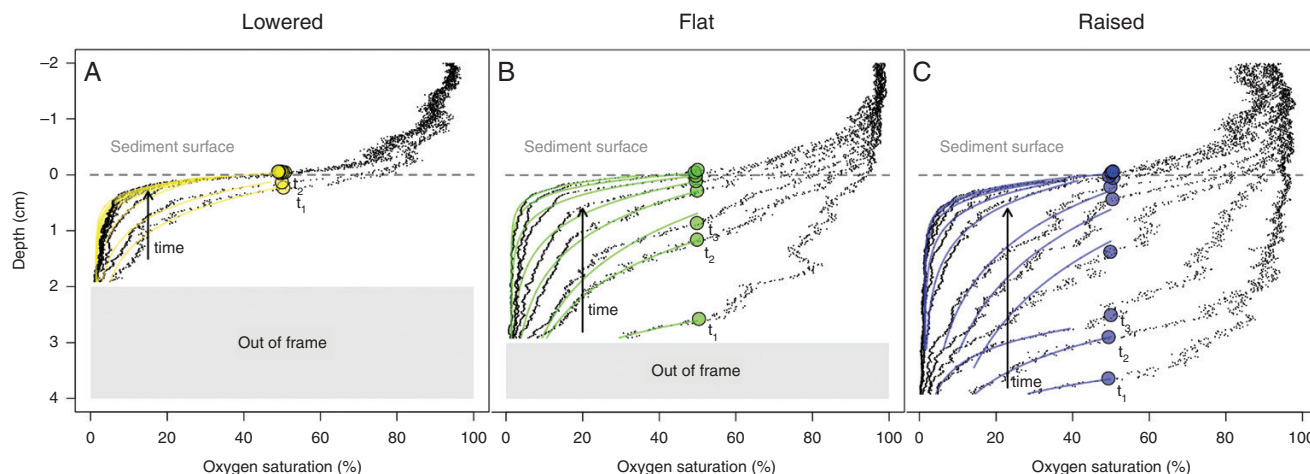 Lowered
Flat
Raised
A
B
C
Depth (cm)
–2
–1
0
1
2
3
4
Sediment surface
Sediment surface
Sediment surface
t2
t1
time
t3
t2
t1
time
t3
t2
t1
time
Out of frame
Out of frame
0 20 40 60 80 100
0 20 40 60 80 100
0 20 40 60 80 100
Oxygen saturation (%)
Oxygen saturation (%)
Oxygen saturation (%)